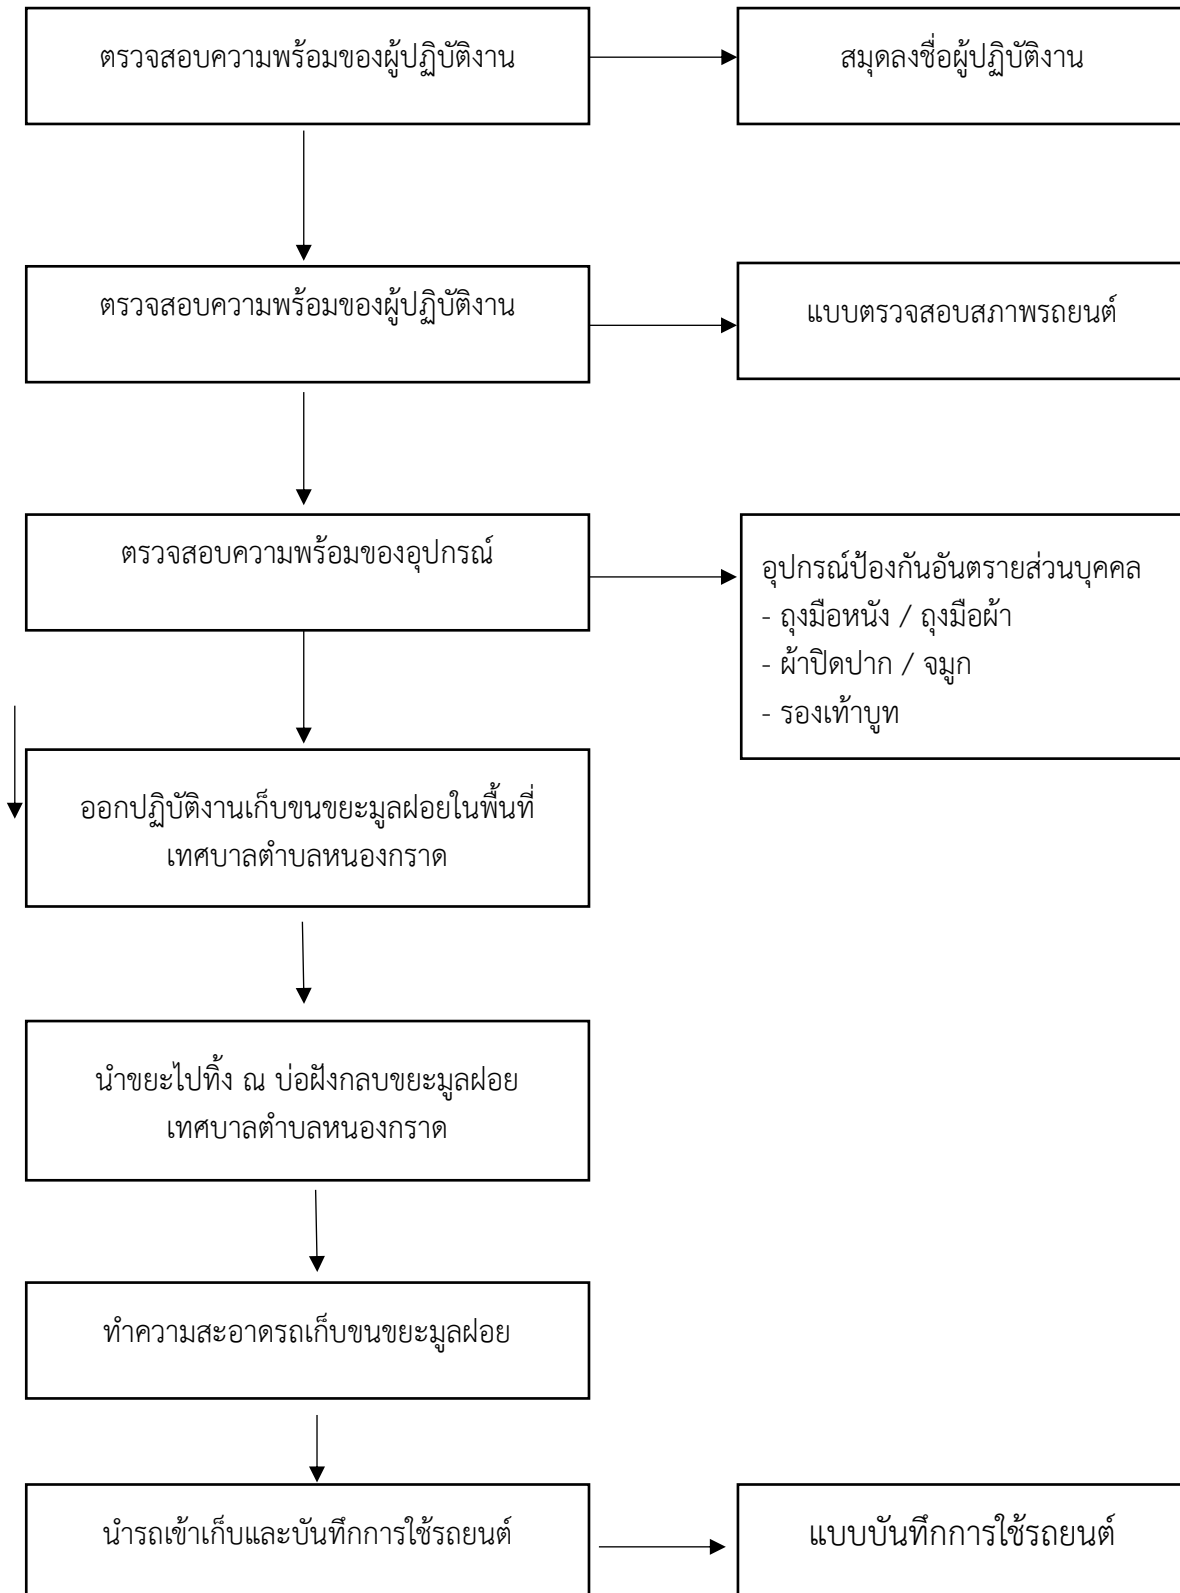 ตรวจสอบความพร้อมของผู้ปฏิบัติงาน
สมุดลงชื่อผู้ปฏิบัติงาน
ตรวจสอบความพร้อมของผู้ปฏิบัติงาน
แบบตรวจสอบสภาพรถยนต์
ตรวจสอบความพร้อมของอุปกรณ์
อุปกรณ์ป้องกันอันตรายส่วนบุคคล
- ถุงมือหนัง / ถุงมือผ้า
- ผ้าปิดปาก / จมูก
- รองเท้าบูท
ออกปฏิบัติงานเก็บขนขยะมูลฝอยในพื้นที่
เทศบาลตำบลหนองกราด
นำขยะไปทิ้ง ณ บ่อฝังกลบขยะมูลฝอย
เทศบาลตำบลหนองกราด
ทำความสะอาดรถเก็บขนขยะมูลฝอย
นำรถเข้าเก็บและบันทึกการใช้รถยนต์
แบบบันทึกการใช้รถยนต์